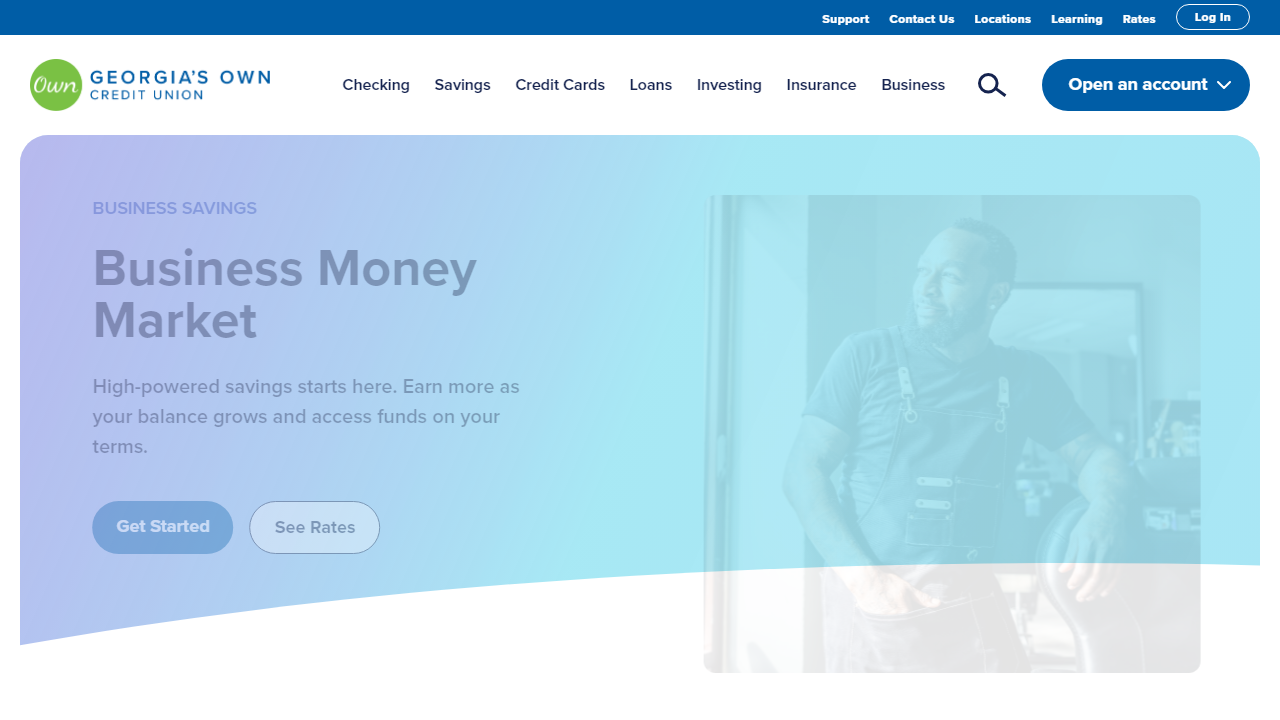 Support Contact Us Locations Learning Rates Log In
Own GEORGIA'S OWN
CREDIT UNION
Checking Savings Credit Cards Loans Investing Insurance Business
Open an account
BUSINESS SAVINGS
Business Money
Market
High-powered savings starts here. Earn more as
your balance grows and access funds on your
terms.
Get Started See Rates